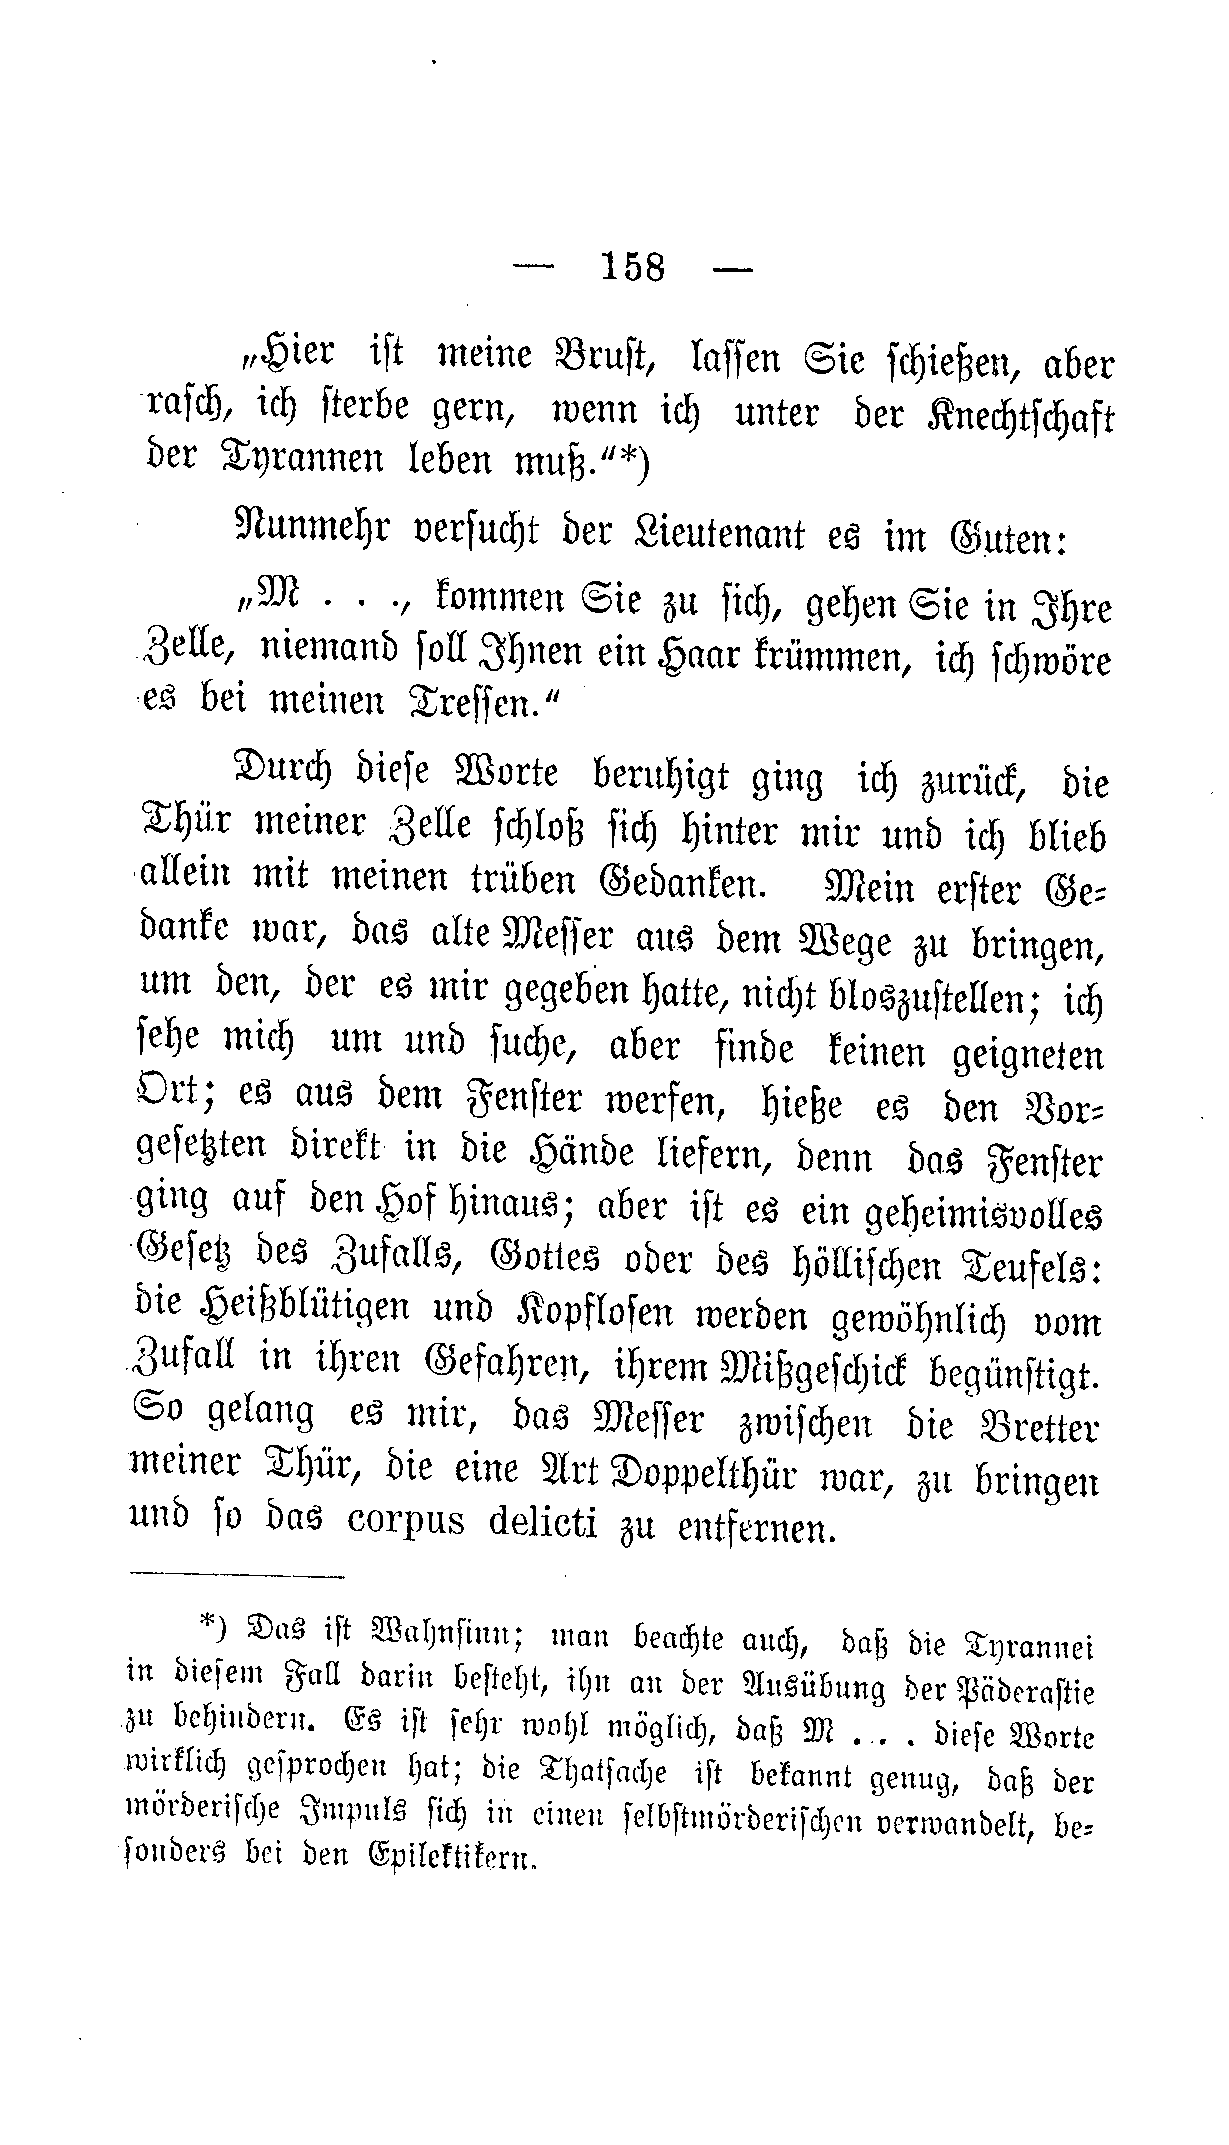 — 158 —
„Hier ist meine Brust, lassen Sie schießen, aber
rasch, ich sterbe gern, wenn ich unter der Knechtschaft
der Tyrannen leben muß.“*)
Nunmehr versucht der Lieutenant es im Guten:
„M . . ., kommen Sie zu sich, gehen Sie in Ihre
Zelle, niemand soll Ihnen ein Haar krümmen, ich schwöre
es bei meinen Tressen.“
Durch diese Worte beruhigt ging ich zurück, die
Thür meiner Zelle schloß sich hinter mir und ich blieb
allein mit meinen trüben Gedanken. Mein erster Ge-
danke war, das alte Messer aus dem Wege zu bringen,
um den, der es mir gegeben hatte, nicht bloszustellen; ich
sehe mich um und suche, aber finde keinen geigneten
Ort; es aus dem Fenster werfen, hieße es den Vor-
gesetzten direkt in die Hände liefern, denn das Fenster
ging auf den Hof hinaus; aber ist es ein geheimisvolles
Gesetz des Zufalls, Gottes oder des höllischen Teufels:
die Heißblütigen und Kopflosen werden gewöhnlich vom
Zufall in ihren Gefahren, ihrem Mißgeschick begünstigt.
So gelang es mir, das Messer zwischen die Bretter
meiner Thür, die eine Art Doppelthür war, zu bringen
und so das corpus delicti zu entfernen.
*) Das ist Wahnsinn; man beachte auch, daß die Tyrannei
in diesem Fall darin besteht, ihn an der Ausübung der Päderastie
zu behindern. Es ist sehr wohl möglich, daß M . . . diese Worte
wirklich gesprochen hat; die Thatsache ist bekannt genug, daß der
mörderische Impuls sich in einen selbstmörderischen verwandelt, be-
sonders bei den Epilektikern.